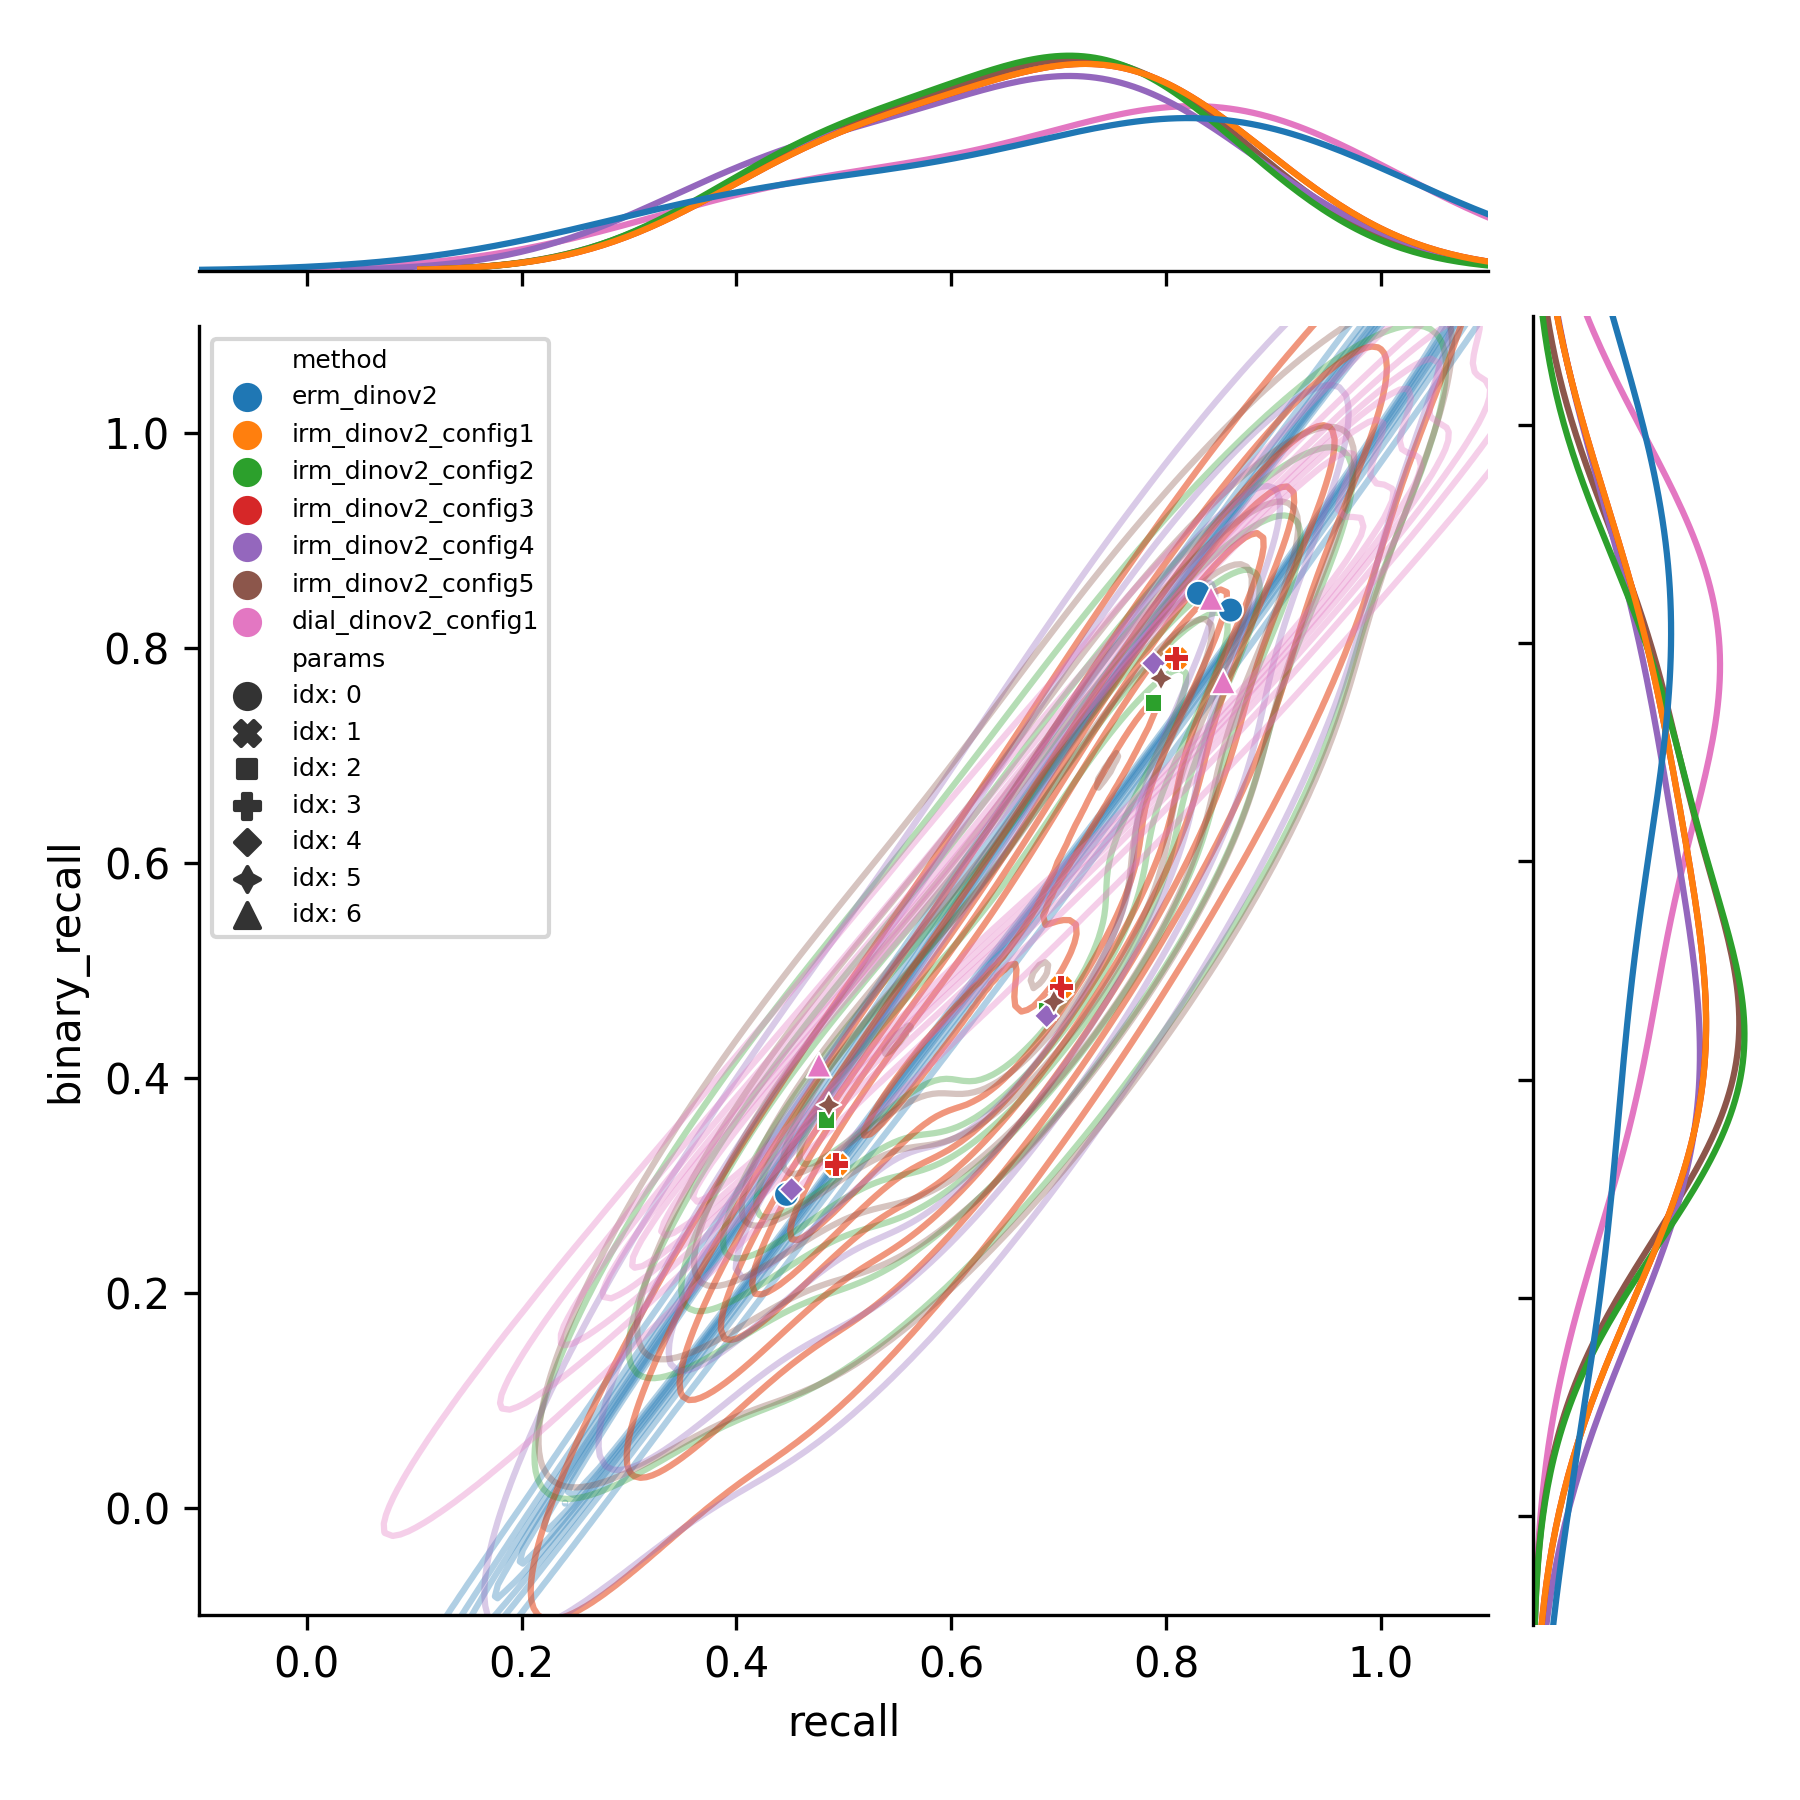 method
erm_dinov2
irm_dinov2_config1
irm_dinov2_config2
irm_dinov2_config3
irm_dinov2_config4
irm_dinov2_config5
dial_dinov2_config1
params
idx: 0
idx: 1
idx: 2
idx: 3
idx: 4
idx: 5
idx: 6
1.0
0.8
0.6
0.4
0.2
0.0
binary_recall
0.0 0.2 0.4 0.6 0.8 1.0
recall